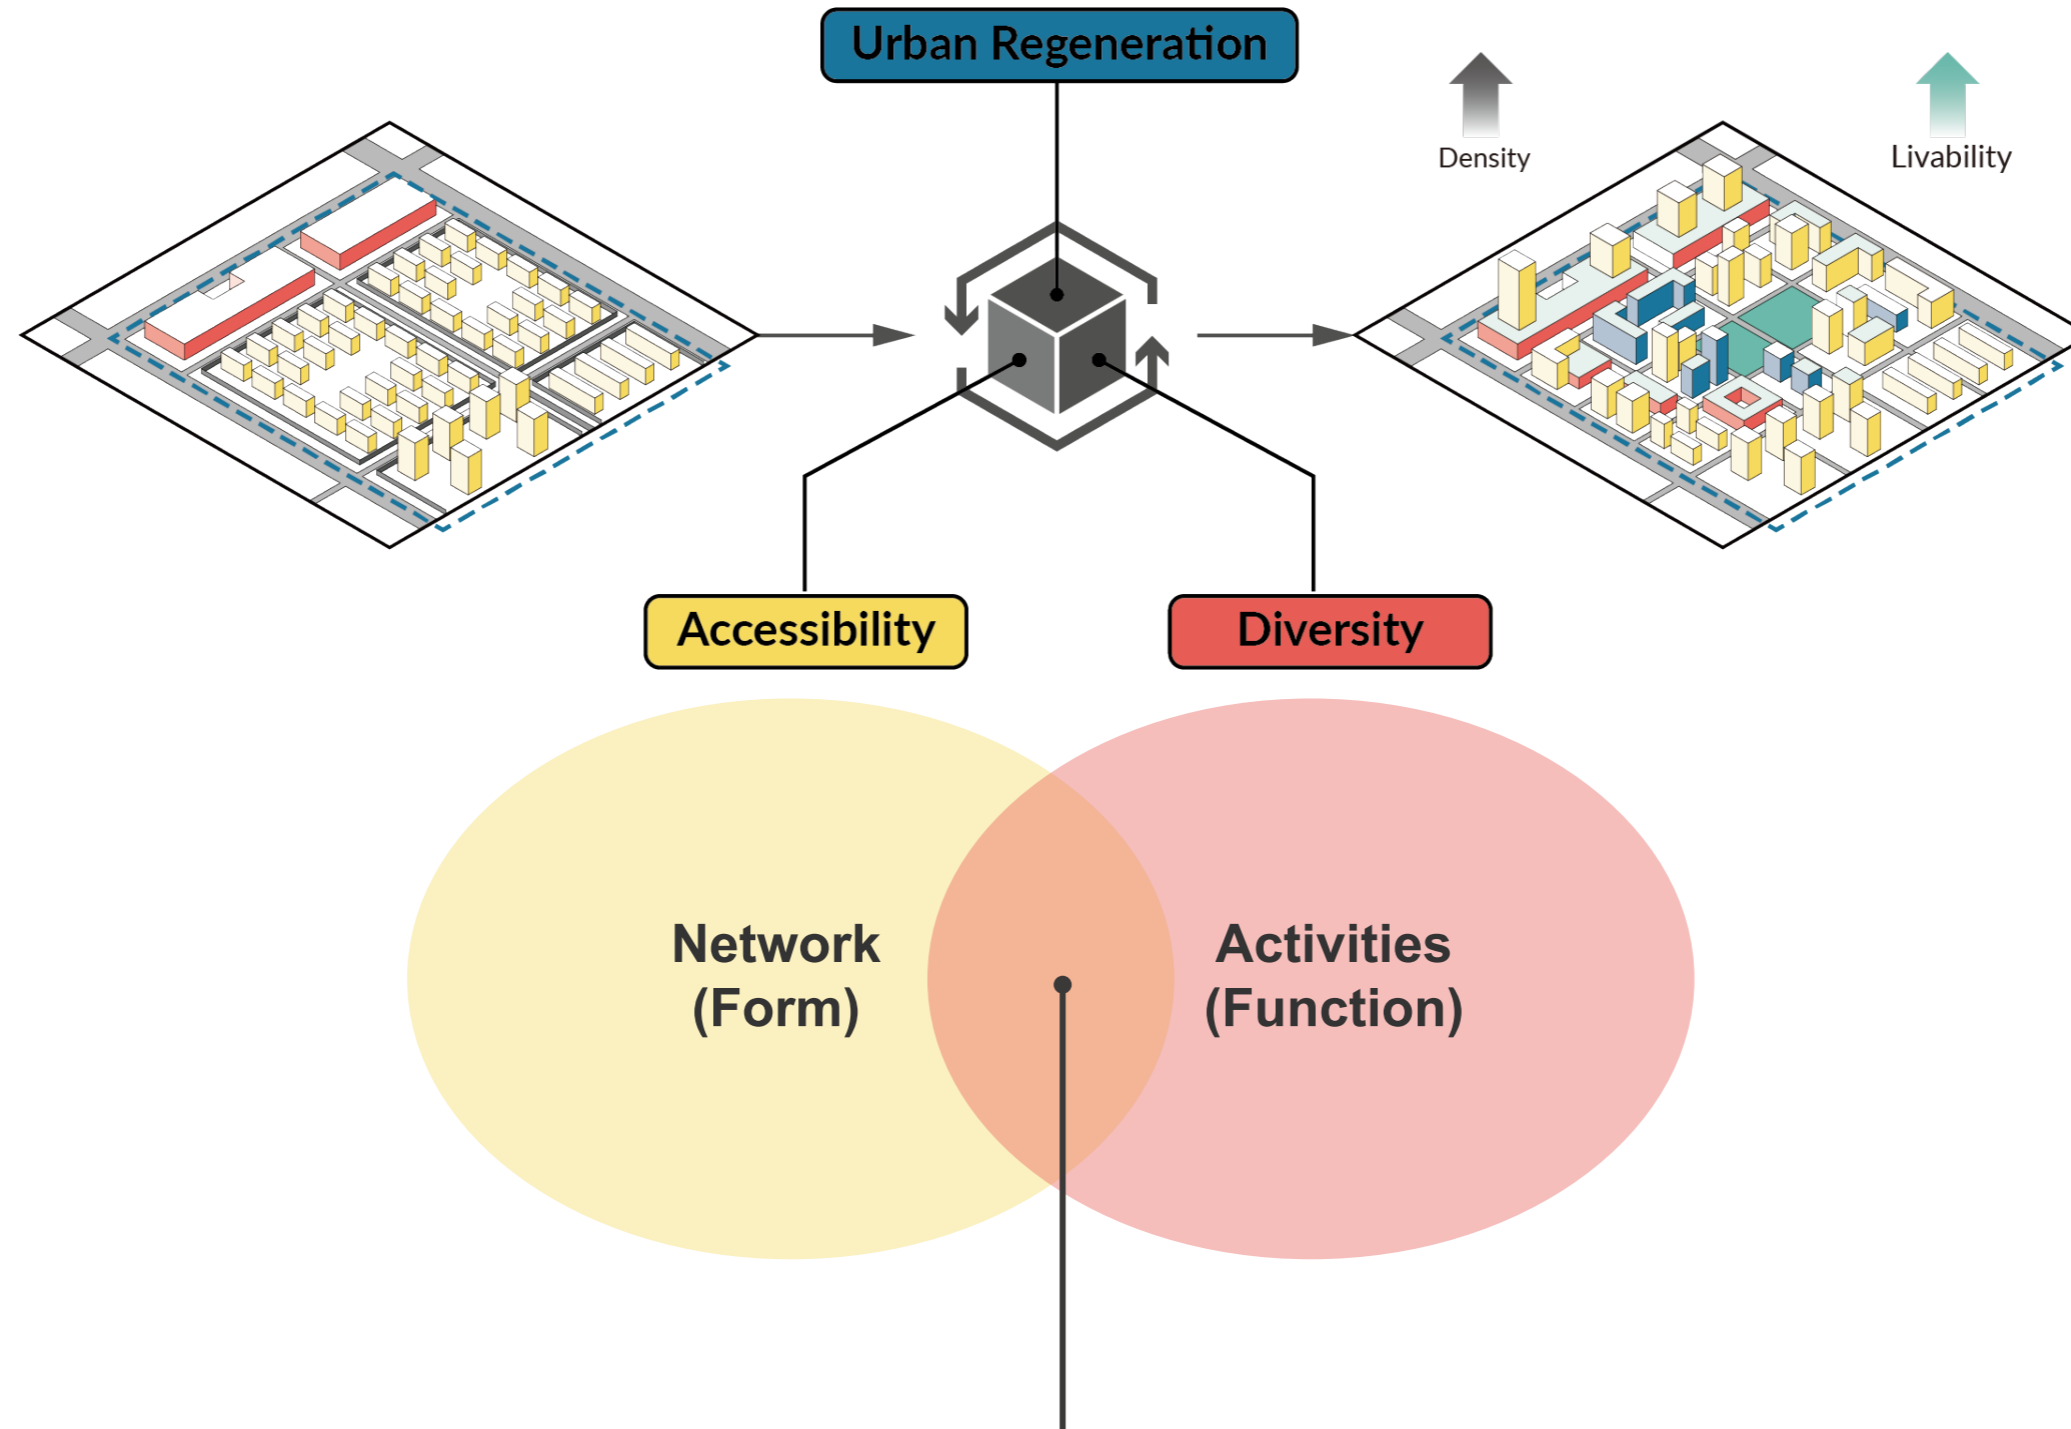 Urban Regeneration
Density
Livability
Accessibility
Diversity
Network
(Form)
Activities
(Function)